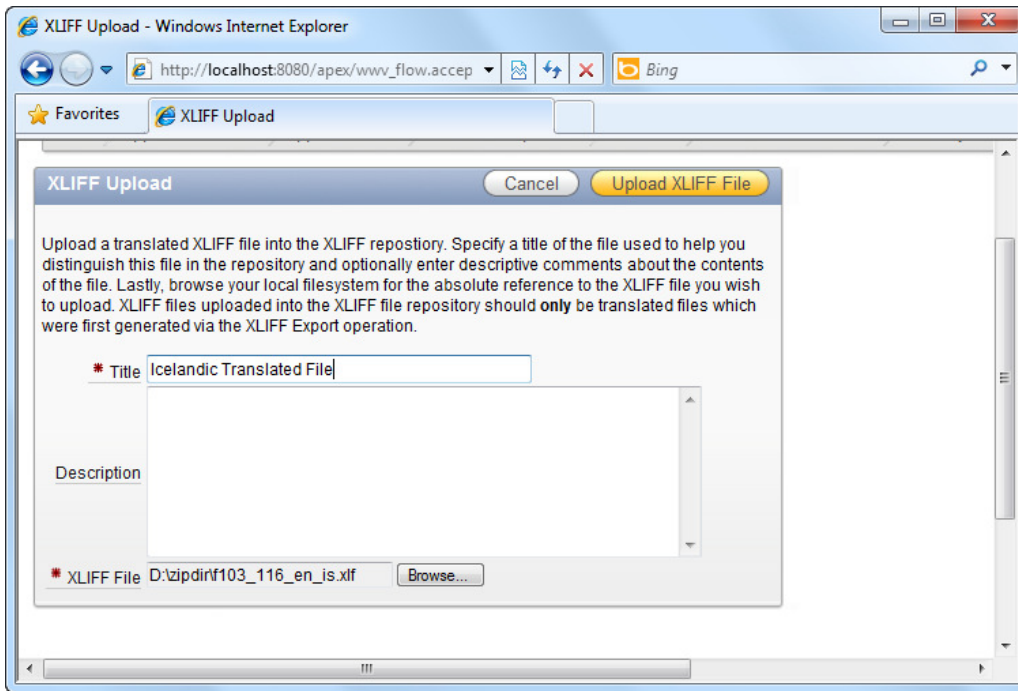 XLIFF Upload - Windows Internet Explorer
http://localhost:8080/apex/wwv_flow.accep
Bing
Favorites
XLIFF Upload
XLIFF Upload
Cancel
Upload XLIFF File
Upload a translated XLIFF file into the XLIFF repostiory. Specify a title of the file used to help you
distinguish this file in the repository and optionally enter descriptive comments about the contents
of the file. Lastly, browse your local filesystem for the absolute reference to the XLIFF file you wish
to upload. XLIFF files uploaded into the XLIFF file repository should only be translated files which
were first generated via the XLIFF Export operation.
* Title Icelandic Translated File
Description
* XLIFF File D:\zipdir\f103_116_en_is.xlf Browse...